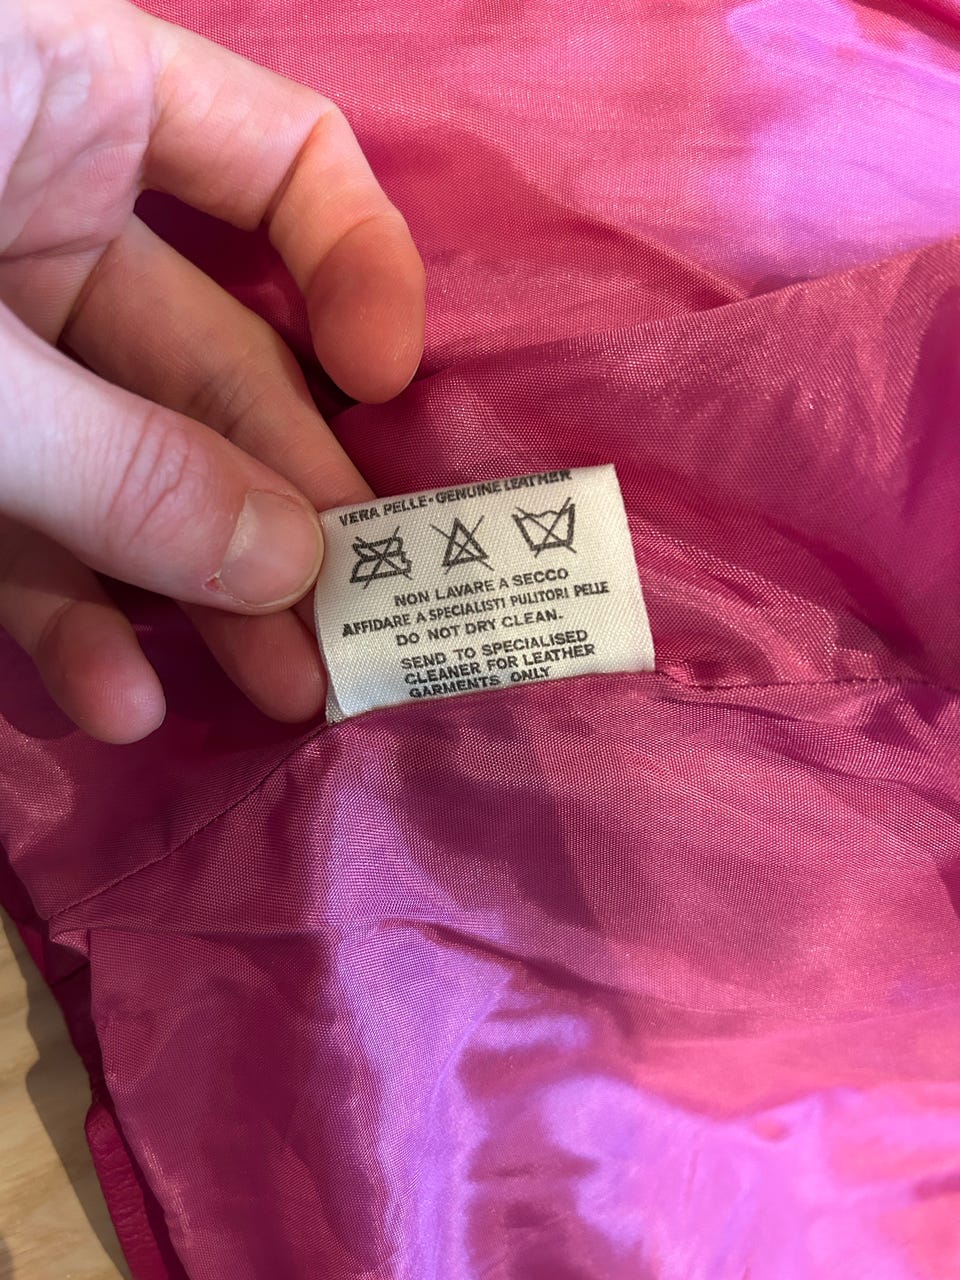 VERA PELLE-GENUINE LEATHER
NON LAVARE A SECCO
AFFIDARE A SPECIALISTI PULITORI PELLE
DO NOT DRY CLEAN.
SEND TO SPECIALISED
CLEANER FOR LEATHER
GARMENTS ONLY